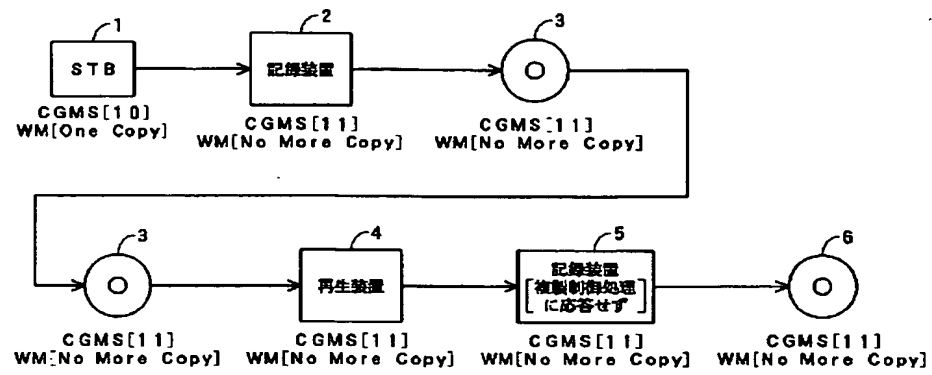 1
STB
CGMS[10]
WM[One Copy]
2
記録装置
CGMS[11]
WM[No More Copy]
3
CGMS[11]
WM[No More Copy]
3
CGMS[11]
WM[No More Copy]
4
再生装置
CGMS[11]
WM[No More Copy]
5
記録装置
[複製制御処理
に応答せず]
CGMS[11]
WM[No More Copy]
6
CGMS[11]
WM[No More Copy]